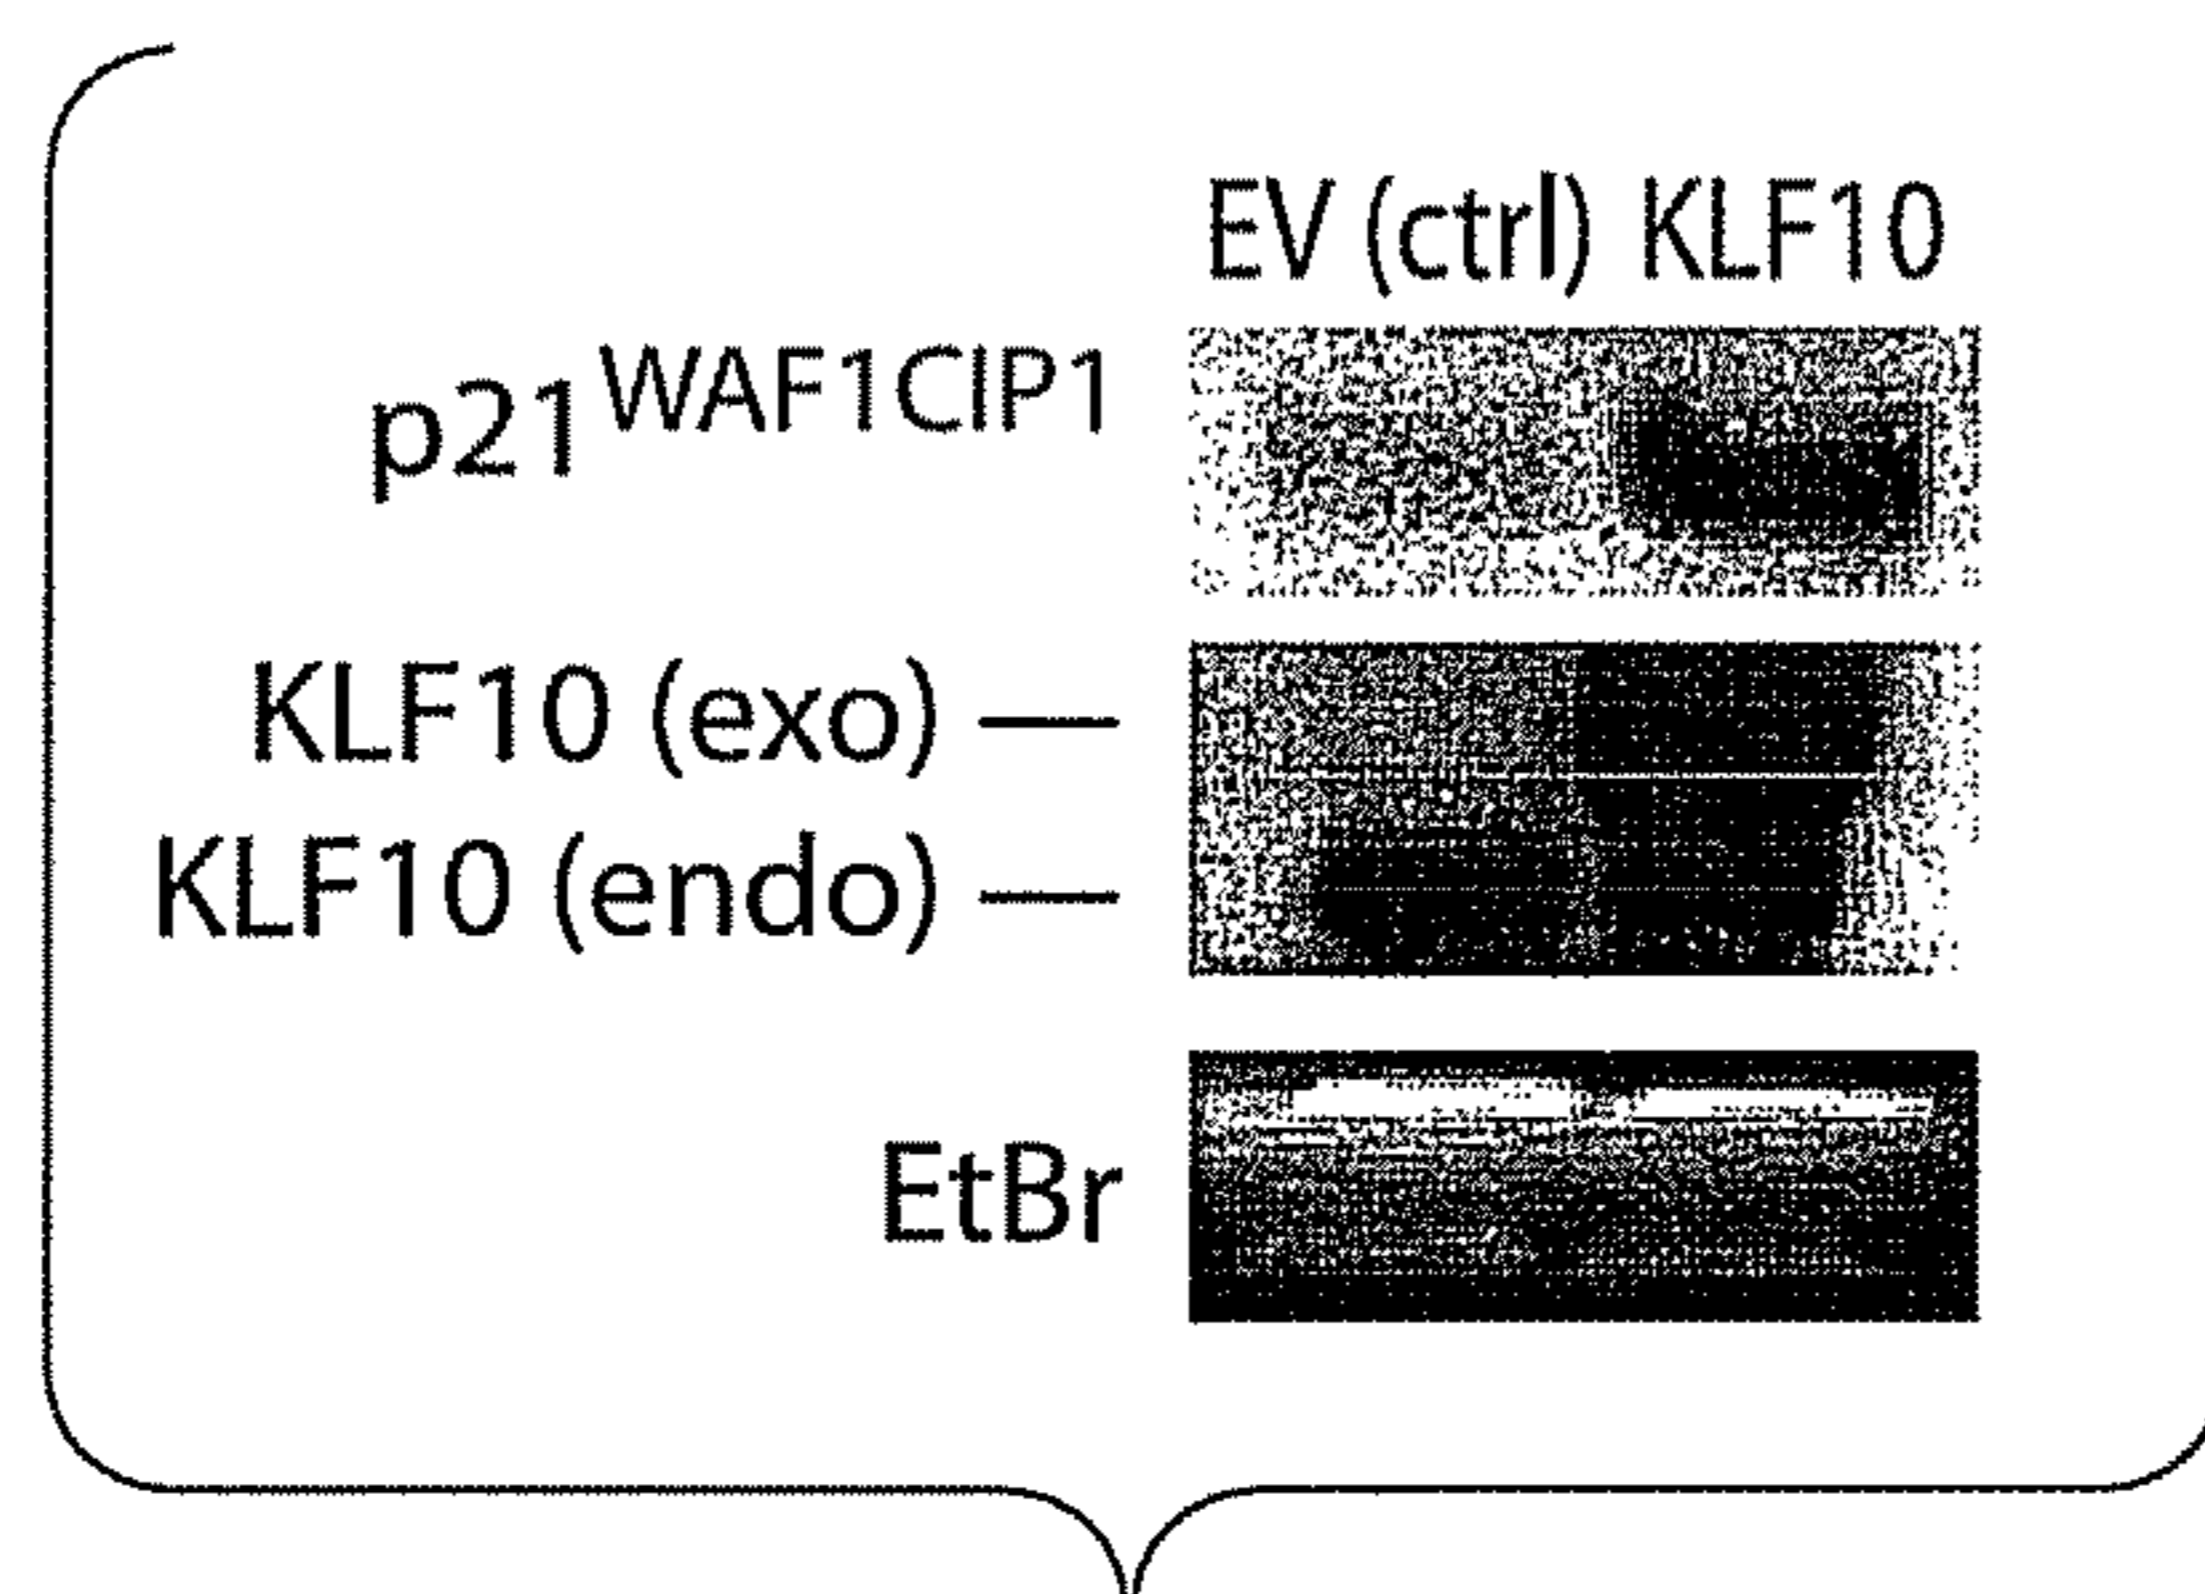 EV (ctrl) KLF10
p21WAF1CIP1
KLF10 (exo)
KLF10 (endo)
EtBr